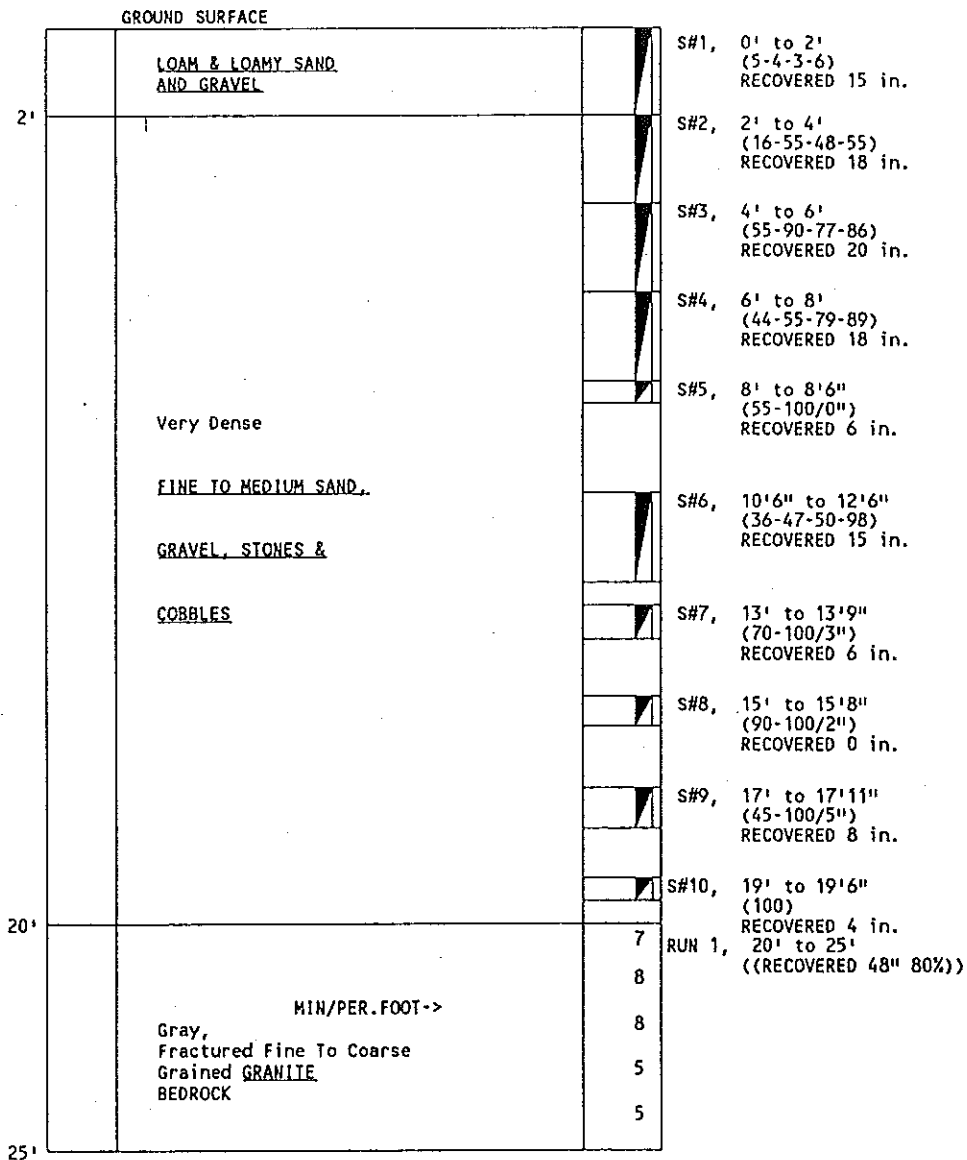 GROUND SURFACE
LOAM & LOAMY SAND
AND GRAVEL
S#1, 0' to 2'
(5-4-3-6)
RECOVERED 15 in.
2'
S#2, 2' to 4'
(16-55-48-55)
RECOVERED 18 in.
S#3, 4' to 6'
(55-90-77-86)
RECOVERED 20 in.
S#4, 6' to 8'
(44-55-79-89)
RECOVERED 18 in.
S#5, 8' to 8'6"
(55-100/0")
RECOVERED 6 in.
Very Dense
FINE TO MEDIUM SAND,
GRAVEL, STONES &
COBBLES
S#6, 10'6" to 12'6"
(36-47-50-98)
RECOVERED 15 in.
S#7, 13' to 13'9"
(70-100/3")
RECOVERED 6 in.
S#8, 15' to 15'8"
(90-100/2")
RECOVERED 0 in.
S#9, 17' to 17'11"
(45-100/5")
RECOVERED 8 in.
S#10, 19' to 19'6"
(100)
RECOVERED 4 in.
20'
RUN 1, 20' to 25'
((RECOVERED 48" 80%))
7
8
8
5
5
MIN/PER.FOOT->
Gray,
Fractured Fine To Coarse
Grained GRANITE
BEDROCK
25'